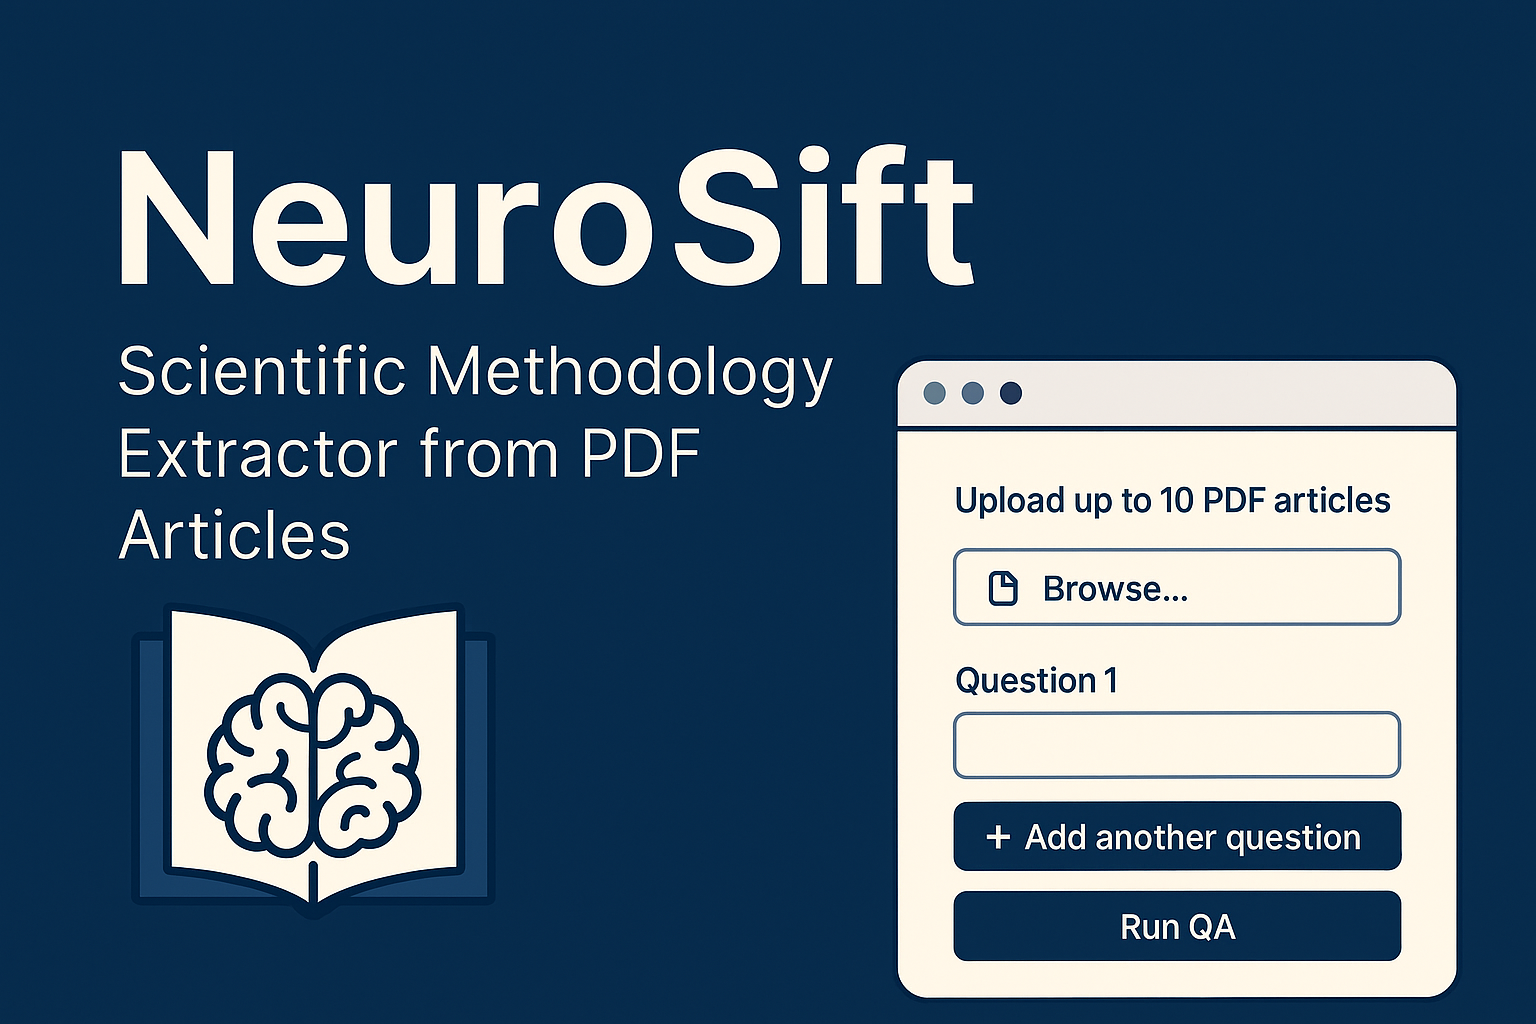 NeuroSift
Scientific Methodology
Extractor from PDF
Articles
Upload up to 10 PDF articles
Browse...
Question 1
+ Add another question
Run QA